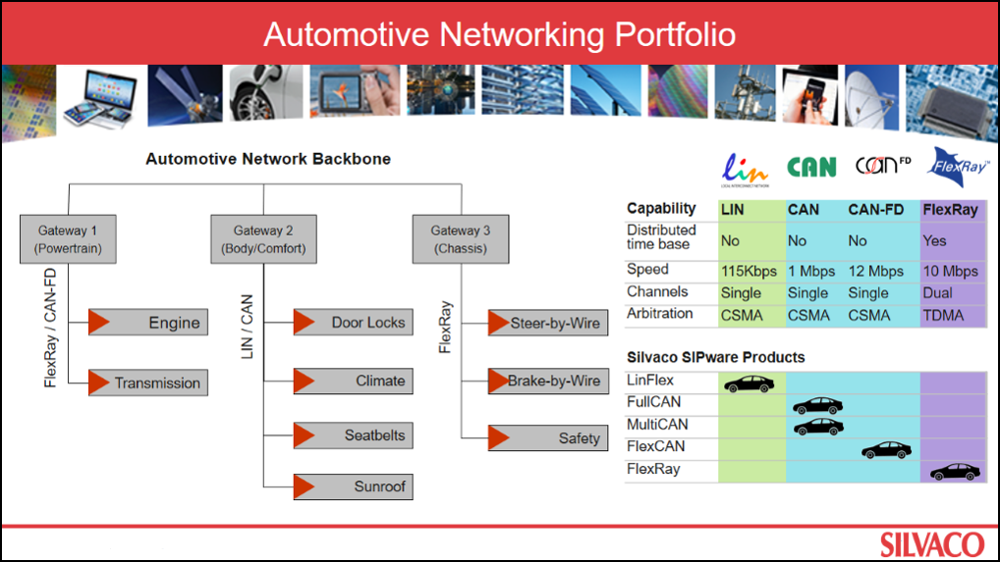 Automotive Networking Portfolio
Automotive Network Backbone
Gateway 1
(Powertrain)
Gateway 2
(Body/Comfort)
Gateway 3
(Chassis)
FlexRay / CAN-FD
Engine
Transmission
LIN / CAN
Door Locks
Climate
Seatbelts
Sunroof
FlexRay
Steer-by-Wire
Brake-by-Wire
Safety
lin
LOCAL INTERCONNECT NETWORK
CAN
CAN FD
FlexRay™
Capability LIN CAN CAN-FD FlexRay
Distributed
time base No No No Yes
Speed 115Kbps 1 Mbps 12 Mbps 10 Mbps
Channels Single Single Single Dual
Arbitration CSMA CSMA CSMA TDMA
Silvaco SIPware Products
LinFlex
FullCAN
MultiCAN
FlexCAN
FlexRay
SILVACO